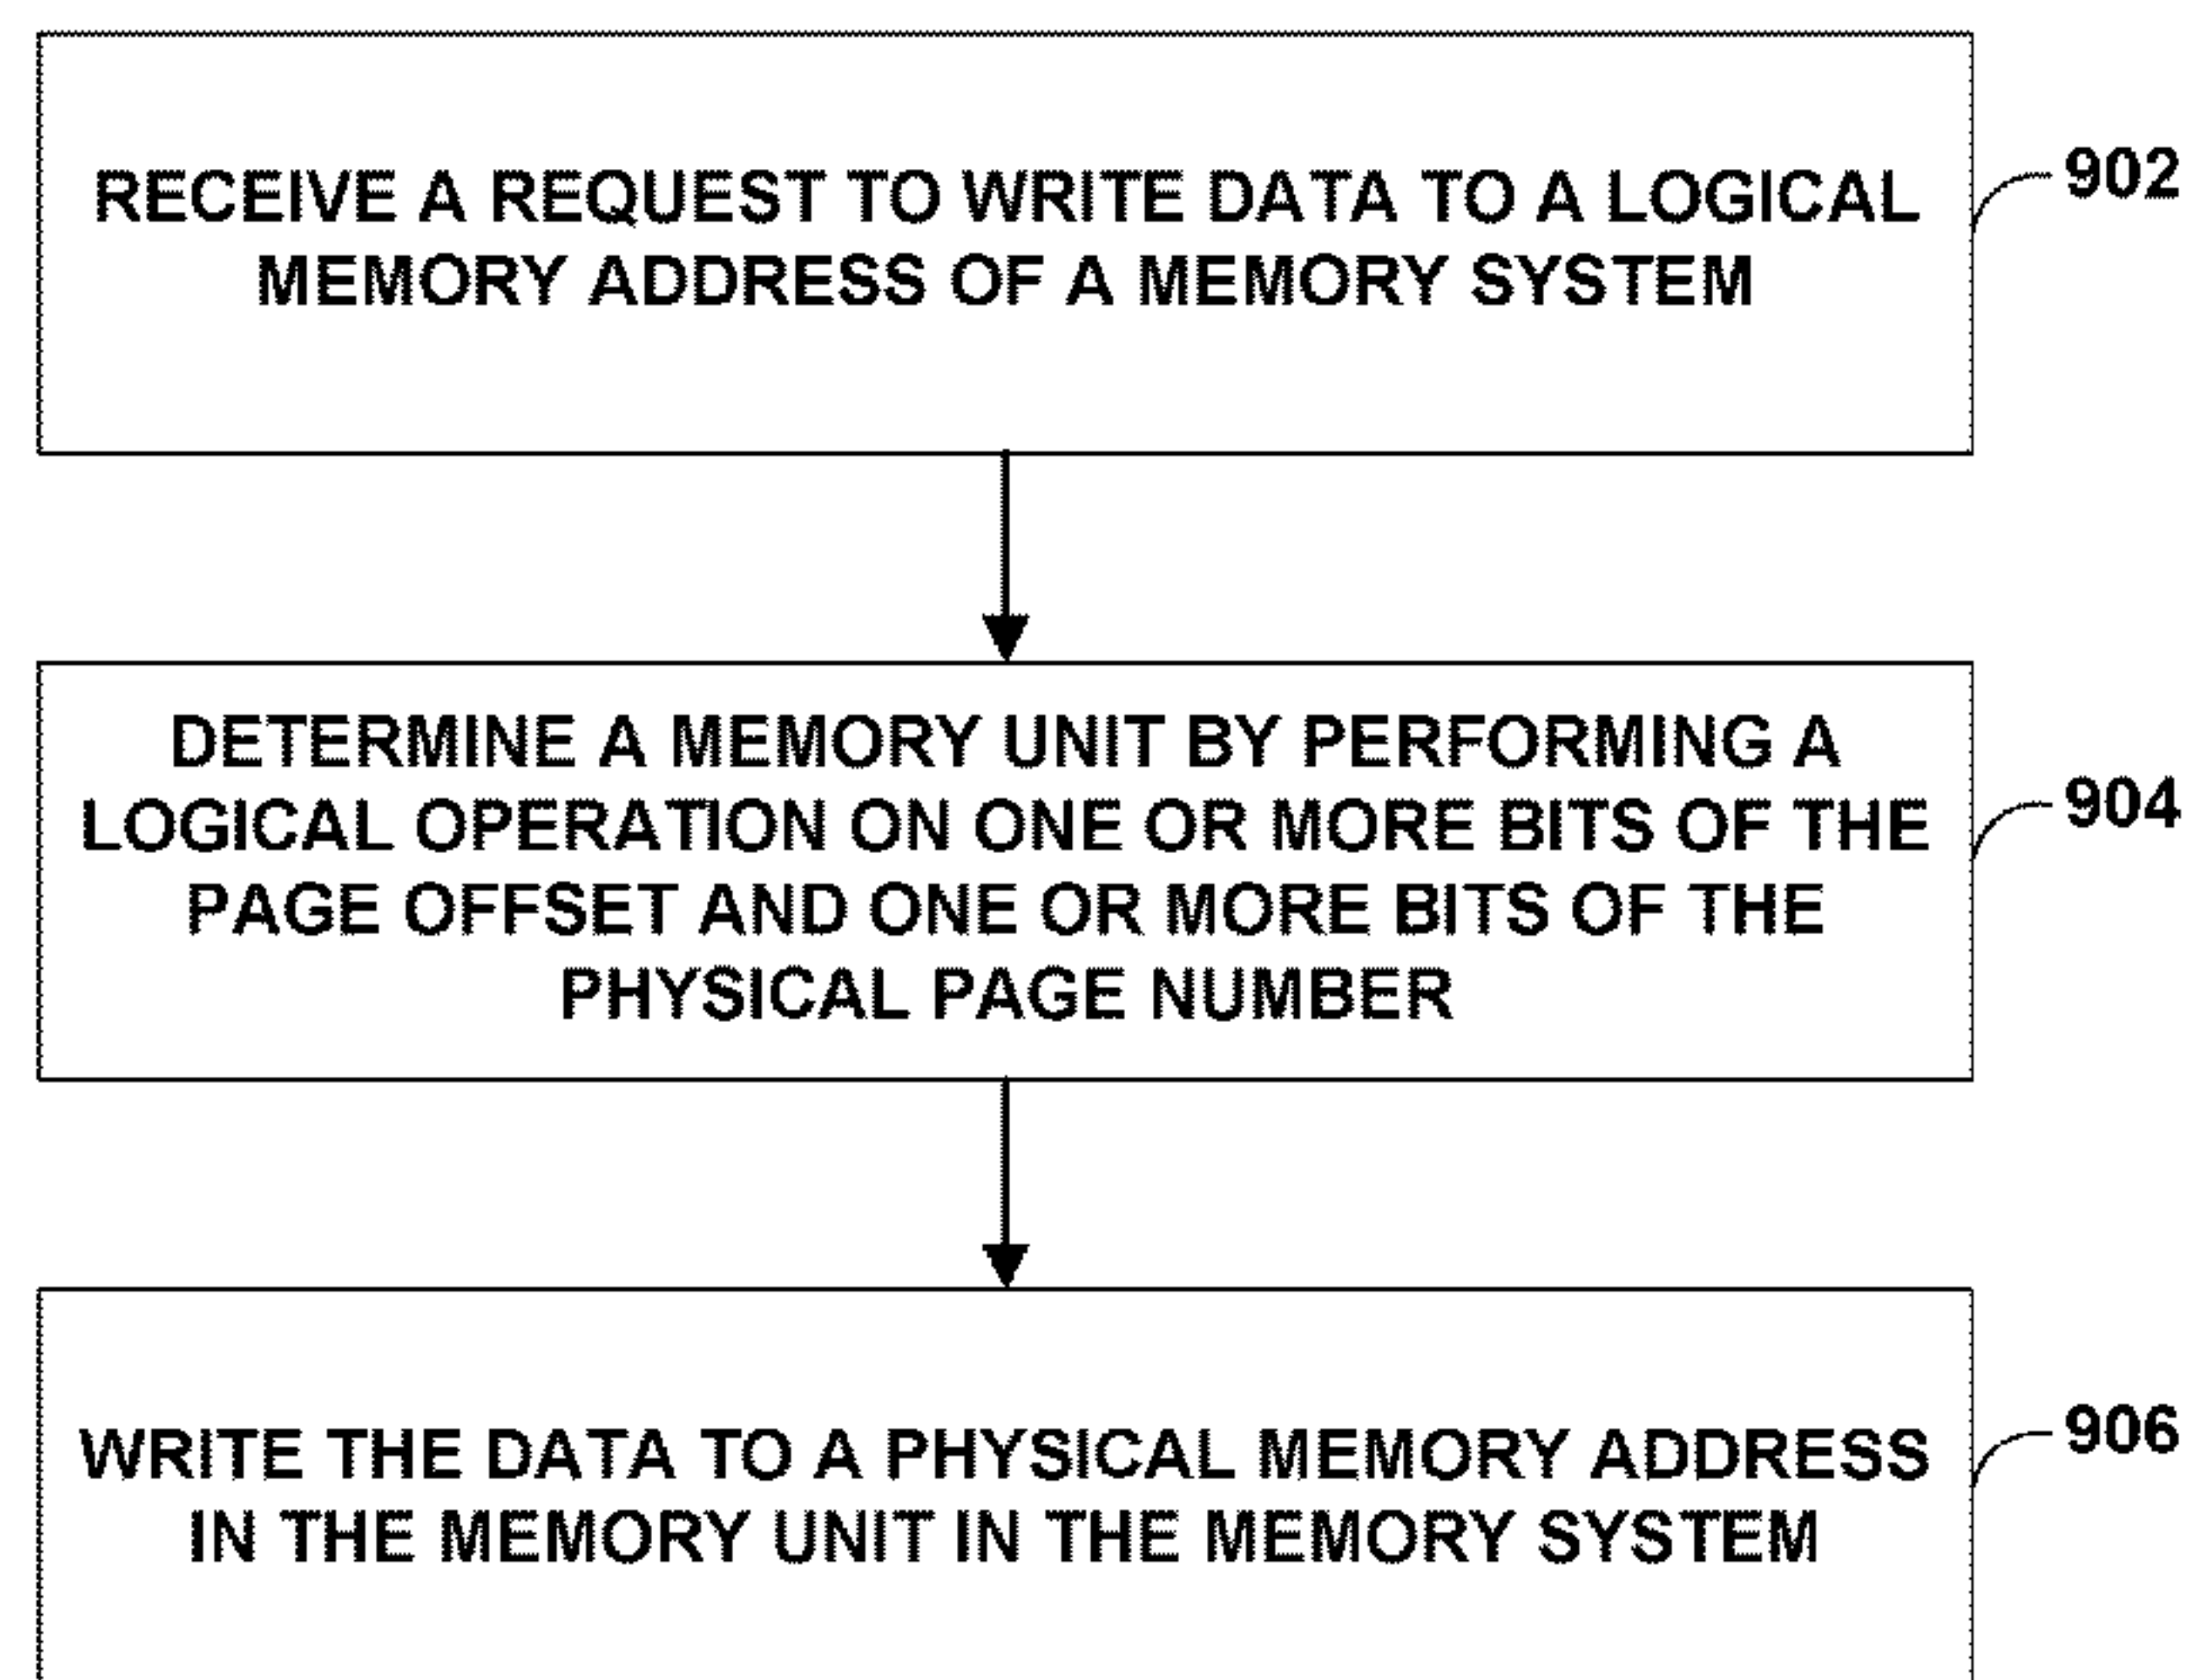 RECEIVE A REQUEST TO WRITE DATA TO A LOGICAL
MEMORY ADDRESS OF A MEMORY SYSTEM
902
DETERMINE A MEMORY UNIT BY PERFORMING A
LOGICAL OPERATION ON ONE OR MORE BITS OF THE
PAGE OFFSET AND ONE OR MORE BITS OF THE
PHYSICAL PAGE NUMBER
904
WRITE THE DATA TO A PHYSICAL MEMORY ADDRESS
IN THE MEMORY UNIT IN THE MEMORY SYSTEM
906